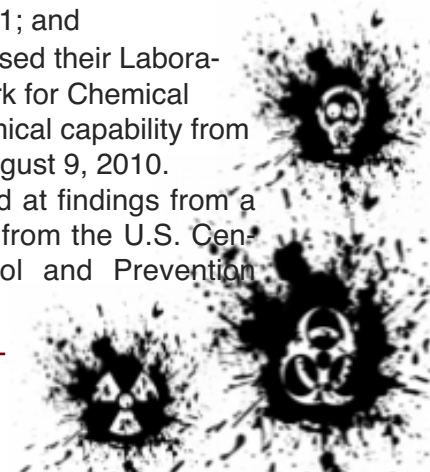 1; and
sed their Labora-
rk for Chemical
nical capability from
gust 9, 2010.
d at findings from a
from the U.S. Cen-
ol and Prevention